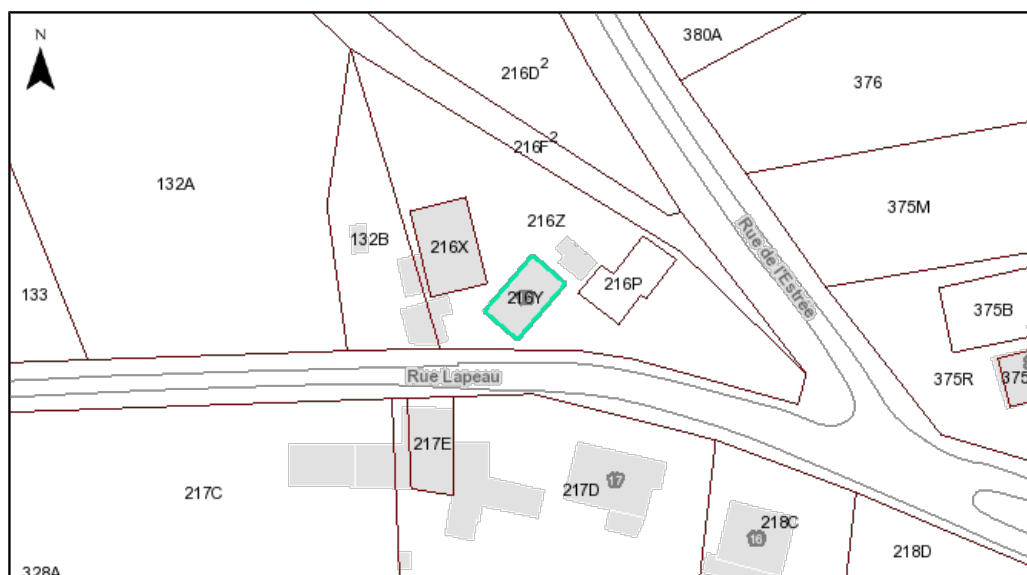 N
380A
216D²
376
216F²
132A
375M
216Z
132B
216X
Rue de l'Estrée
216P
133
216Y
375B
Rue Lapeau
375R
375
217E
217D
17
217C
218C
16
218D
328A